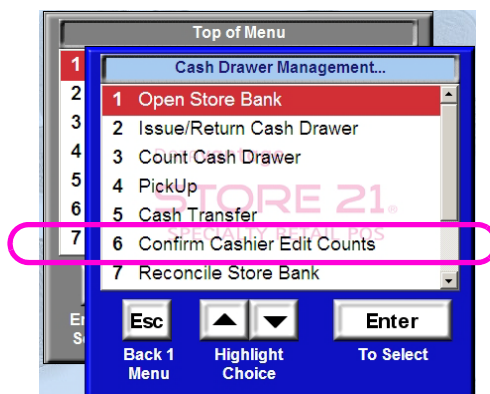 Top of Menu
1
2
3
4
5
6
7
Cash Drawer Management...
1 Open Store Bank
2 Issue/Return Cash Drawer
3 Count Cash Drawer
4 PickUp
STORE 21®
5 Cash Transfer
SPECIALTY RETAIL POS
6 Confirm Cashier Edit Counts
7 Reconcile Store Bank
Esc
Enter
Back 1
Menu
Highlight
Choice
To Select